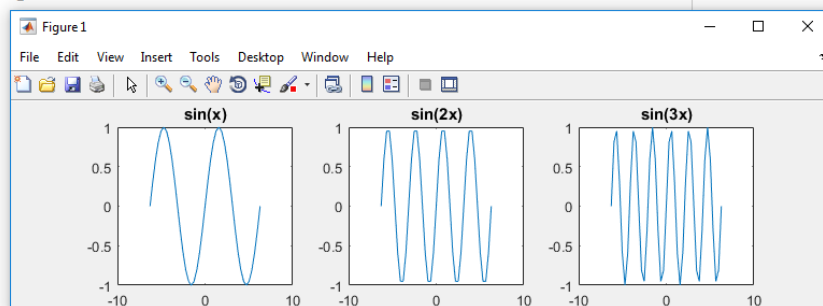 Figure 1
File Edit View Insert Tools Desktop Window Help
sin(x) sin(2x) sin(3x)
1 1 1
0.5 0.5 0.5
0 0 0
-0.5 -0.5 -0.5
-1 -1 -1
-10 0 10 -10 0 10 -10 0 10